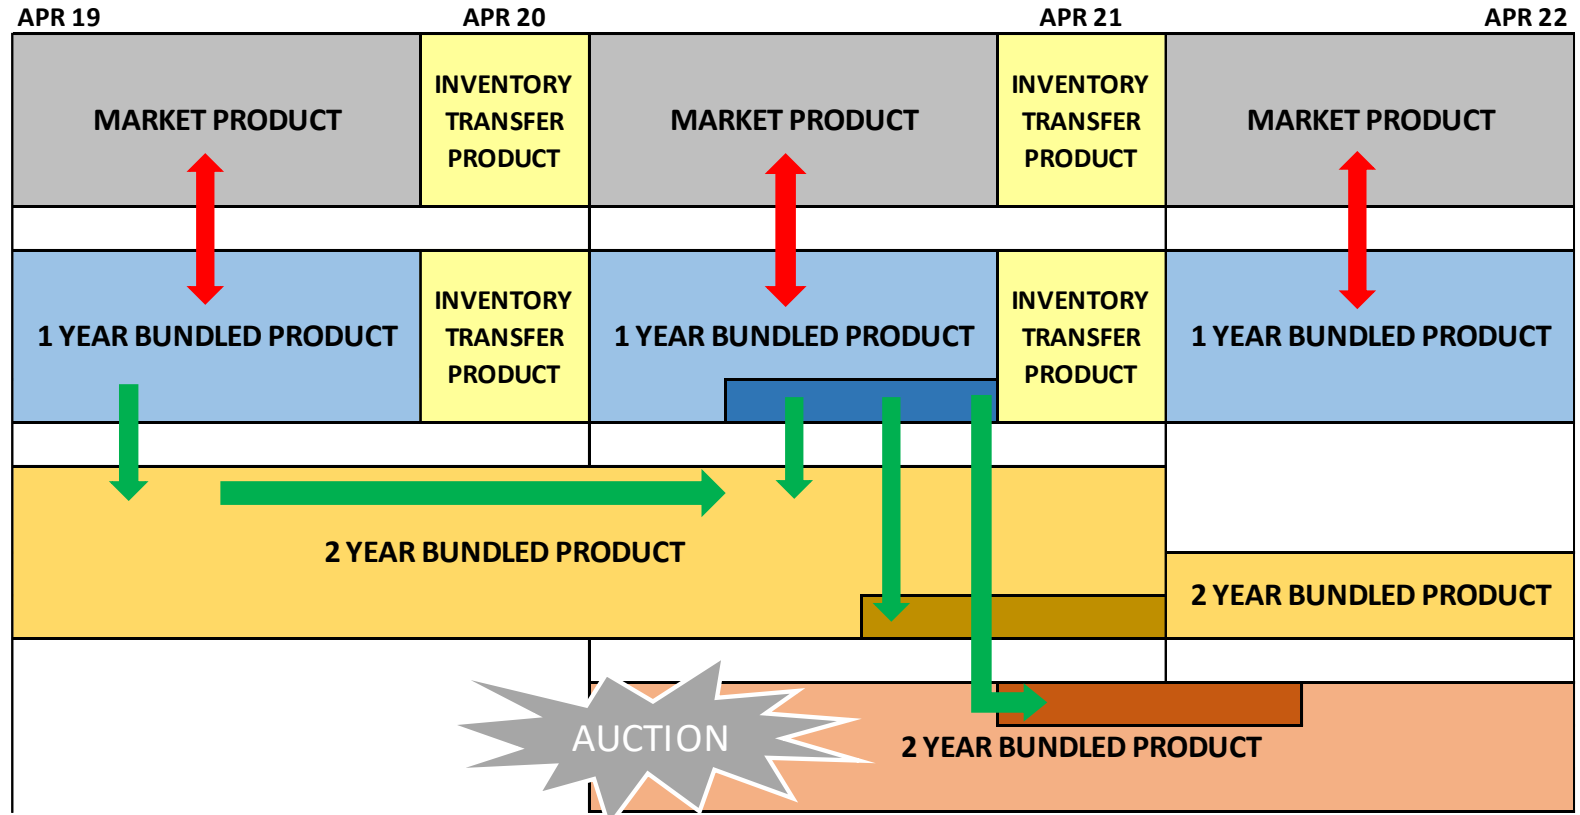 APR 19 APR 20 APR 21 APR 22
MARKET PRODUCT
INVENTORY
TRANSFER
PRODUCT
MARKET PRODUCT
INVENTORY
TRANSFER
PRODUCT
MARKET PRODUCT
1 YEAR BUNDLED PRODUCT
INVENTORY
TRANSFER
PRODUCT
1 YEAR BUNDLED PRODUCT
INVENTORY
TRANSFER
PRODUCT
1 YEAR BUNDLED PRODUCT
2 YEAR BUNDLED PRODUCT
2 YEAR BUNDLED PRODUCT
AUCTION
2 YEAR BUNDLED PRODUCT